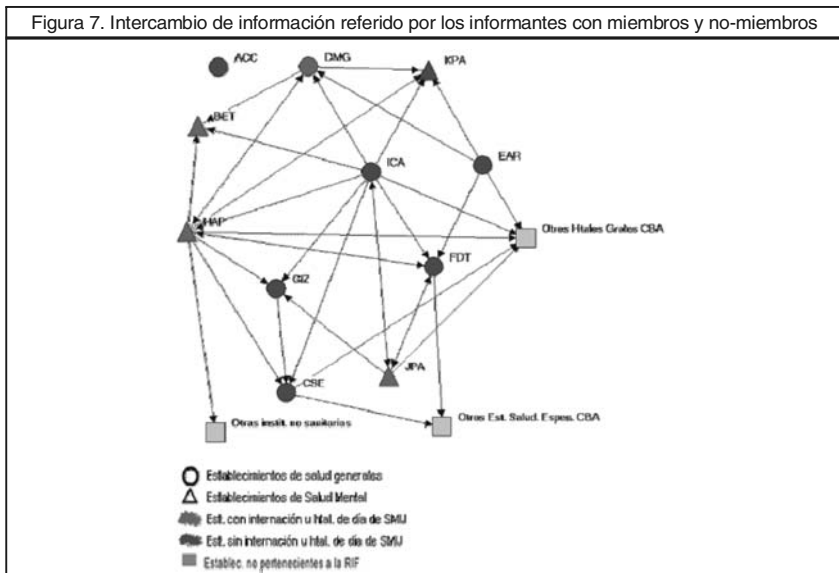 Figura 7. Intercambio de información referido por los informantes con miembros y no-miembros
ACC
DMG
KPA
BET
ICA
EAR
HAP
Otros Htales Grales CBA
FDT
GIZ
JPA
CSE
Otras instit. no sanitarias
Otros Est. Salud. Espec. CBA
Establecimientos de salud generales
Establecimientos de Salud Mental
Est. con internación u htal. de día de SMIJ
Est. sin internación u htal. de día de SMIJ
Establec. no pertenecientes a la RIF